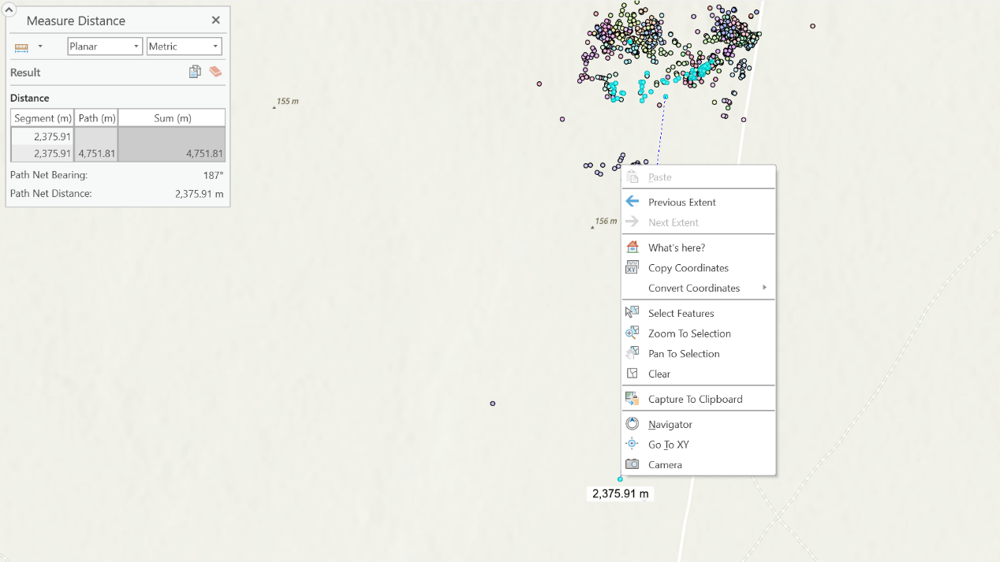 Measure Distance
Planar
Metric
Result
Distance
Segment (m) Path (m) Sum (m)
2,375.91
2,375.91 4,751.81 4,751.81
Path Net Bearing: 187°
Path Net Distance: 2,375.91 m
155 m
156 m
Paste
Previous Extent
Next Extent
What's here?
Copy Coordinates
Convert Coordinates
Select Features
Zoom To Selection
Pan To Selection
Clear
Capture To Clipboard
Navigator
Go To XY
Camera
2,375.91 m